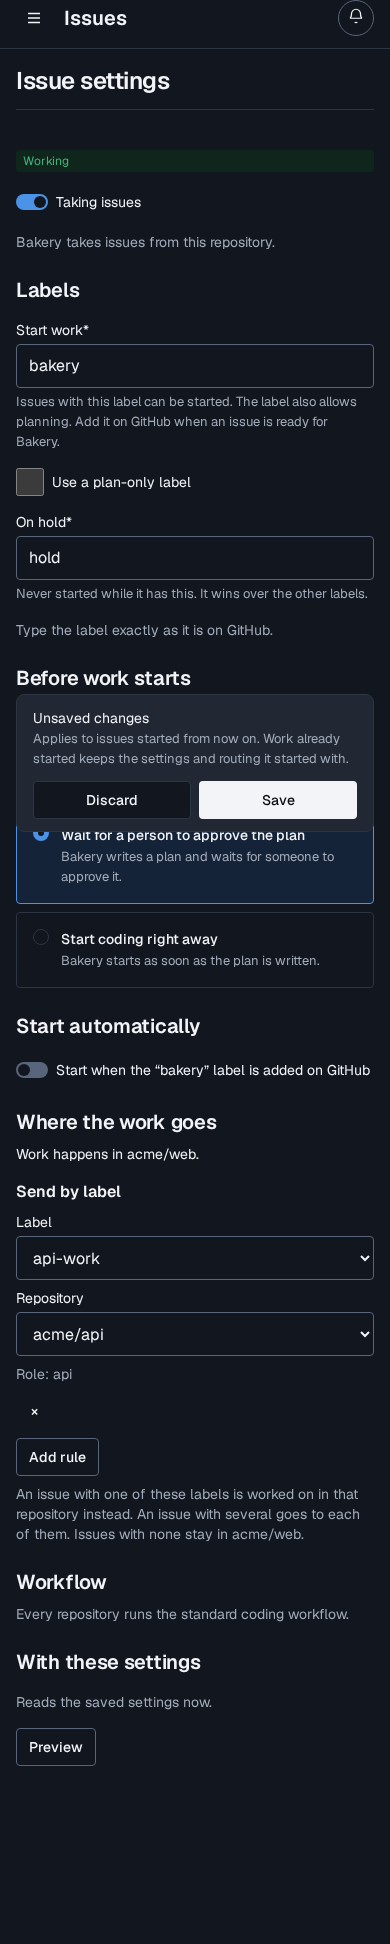 Issues
Issue settings
Working
Taking issues
Bakery takes issues from this repository.
Labels
Start work*
bakery
Issues with this label can be started. The label also allows
planning. Add it on GitHub when an issue is ready for
Bakery.
Use a plan-only label
On hold*
hold
Never started while it has this. It wins over the other labels.
Type the label exactly as it is on GitHub.
Before work starts
Unsaved changes
Applies to issues started from now on. Work already
started keeps the settings and routing it started with.
Discard
Save
Wait for a person to approve the plan
Bakery writes a plan and waits for someone to
approve it.
Start coding right away
Bakery starts as soon as the plan is written.
Start automatically
Start when the “bakery” label is added on GitHub
Where the work goes
Work happens in acme/web.
Send by label
Label
api-work
Repository
acme/api
Role: api
×
Add rule
An issue with one of these labels is worked on in that
repository instead. An issue with several goes to each
of them. Issues with none stay in acme/web.
Workflow
Every repository runs the standard coding workflow.
With these settings
Reads the saved settings now.
Preview